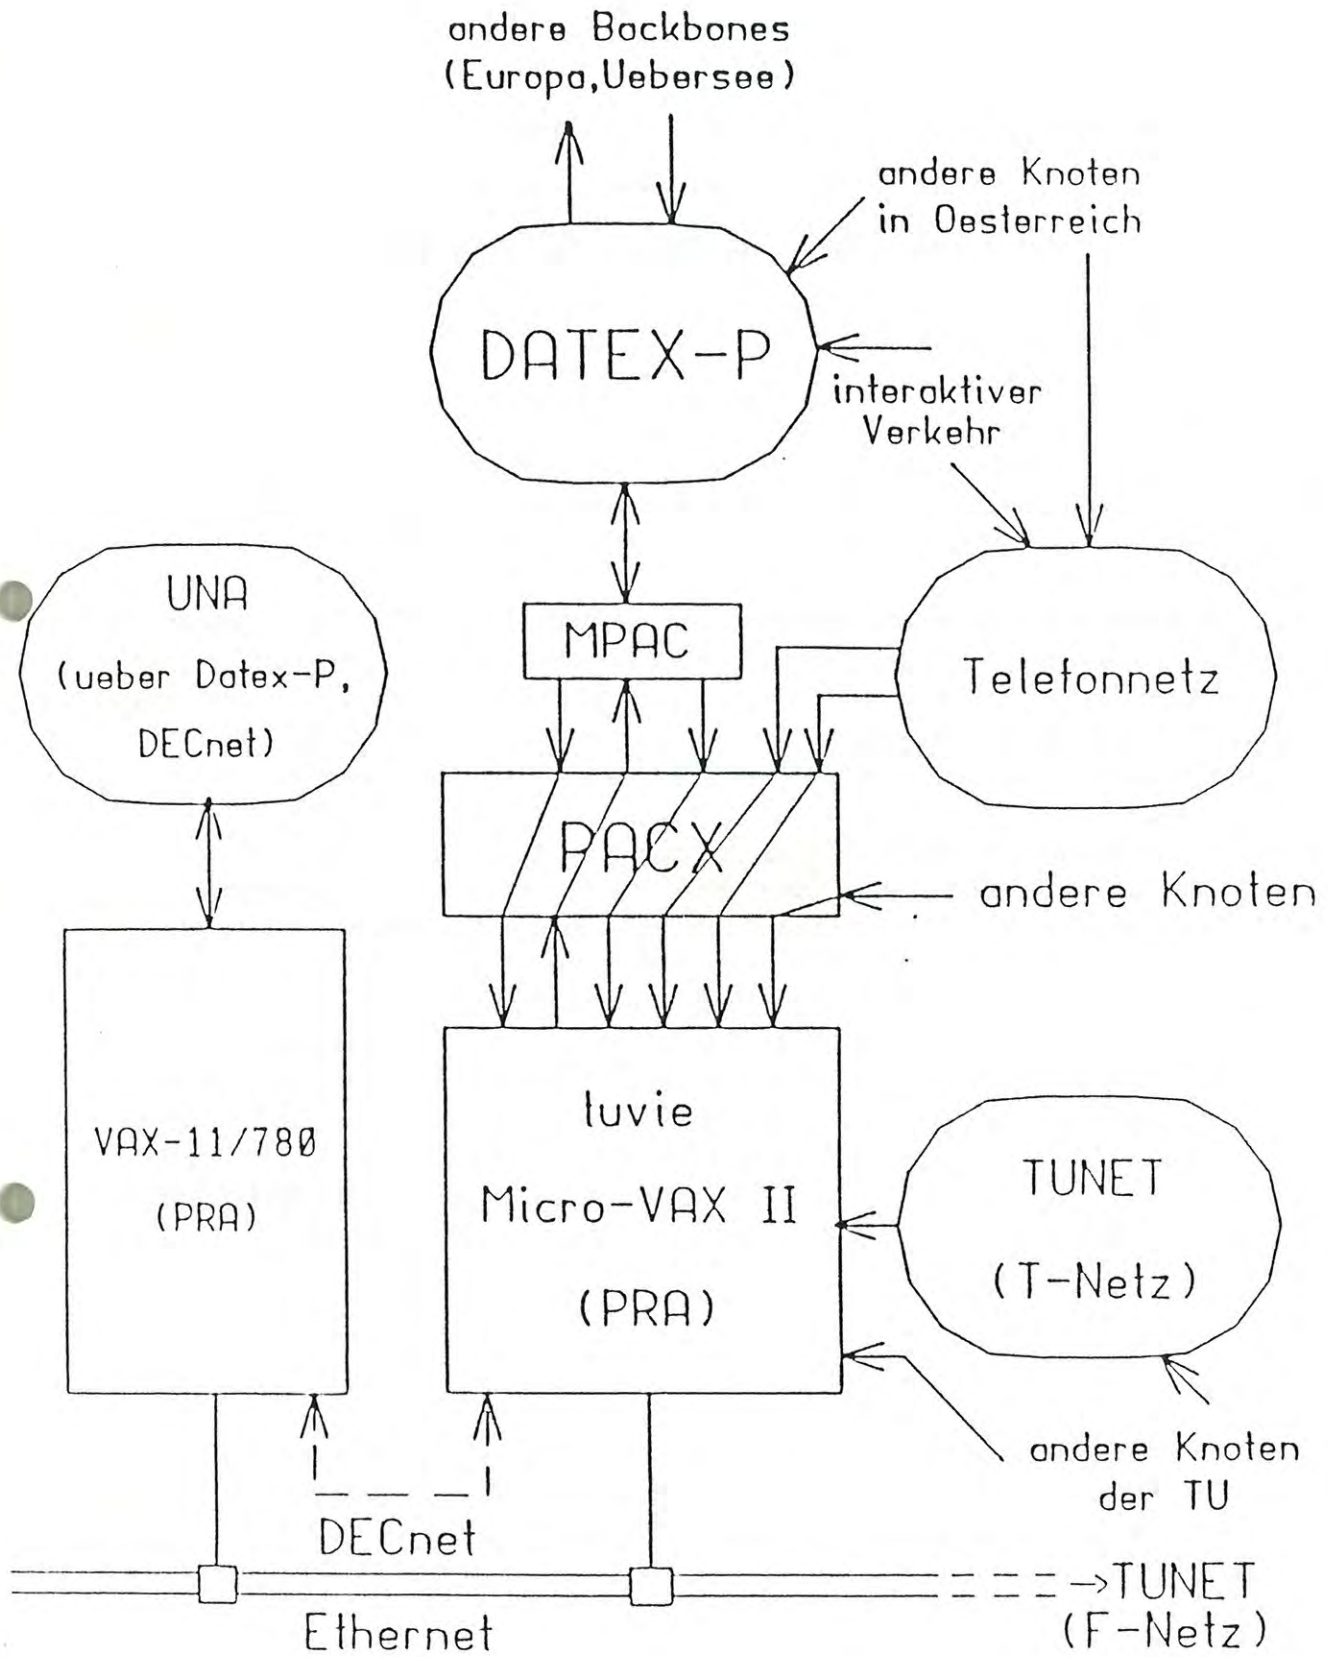 andere Backbones
(Europa,Uebersee)
andere Knoten
in Oesterreich
DATEX-P
interaktiver
Verkehr
UNA
(ueber Datex-P,
DECnet)
MPAC
Telefonnetz
PACX
andere Knoten
VAX-11/780
(PRA)
tuvie
Micro-VAX II
(PRA)
TUNET
(T-Netz)
andere Knoten
der TU
DECnet
Ethernet
TUNET
(F-Netz)